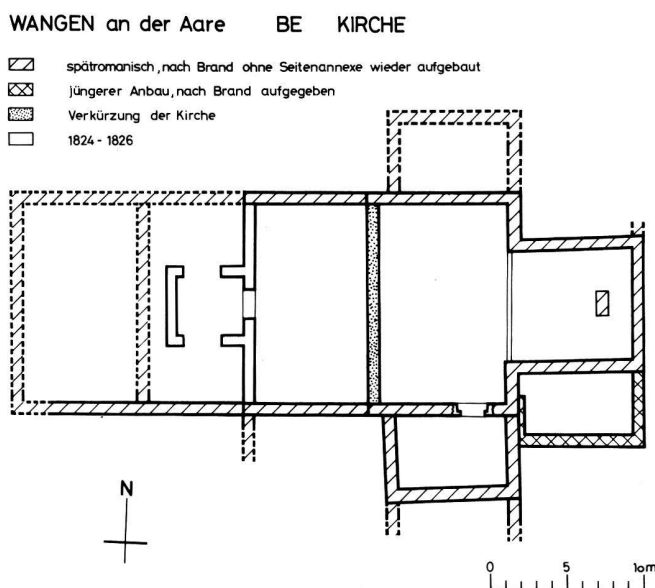 WANGEN an der Aare BE KIRCHE
spätromanisch, nach Brand ohne Seitenannexe wieder aufgebaut
jüngerer Anbau, nach Brand aufgegeben
Verkürzung der Kirche
1824 - 1826
N
0 5 10m